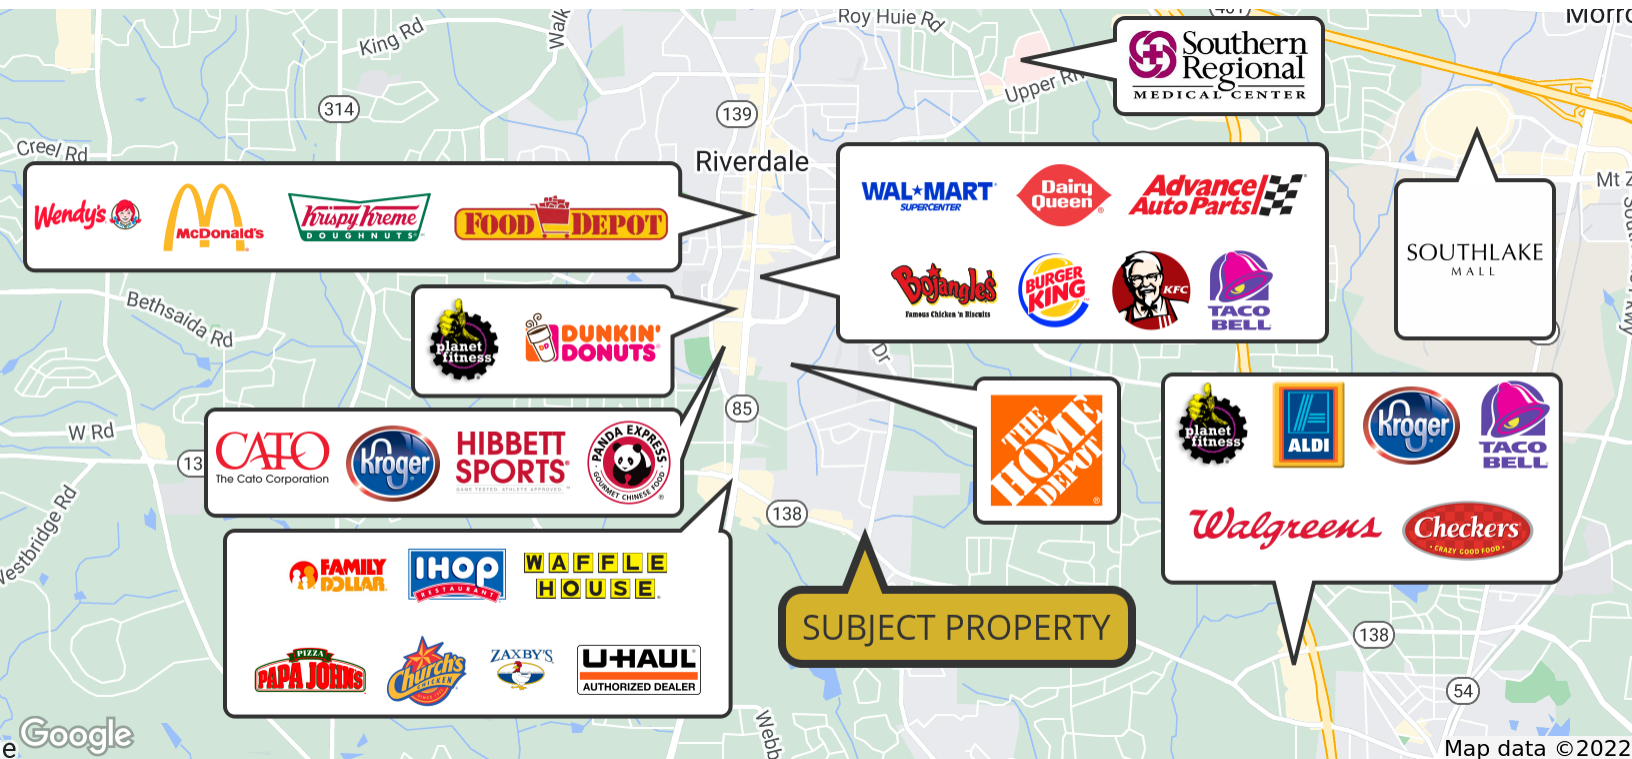 Roy Huie Rd
Morro
King Rd
Walk
Southern
Regional
MEDICAL CENTER
Upper Riv
314
139
Creel Rd
Riverdale
Mt Z
Wendy's
McDonald's
Krispy Kreme
DOUGHNUTS
FOOD DEPOT
WAL★MART
SUPERCENTER
Dairy
Queen
Advance
Auto Parts
Bojangles'
Famous Chicken 'n Biscuits
BURGER
KING
KFC
TACO
BELL
SOUTHLAKE
MALL
Bethsaida Rd
planet
fitness
DUNKIN'
DONUTS
Dr
85
W Rd
13
CATO
The Cato Corporation
Kroger
HIBBETT
SPORTS
GAME TESTED. ATHLETE APPROVED.
PANDA EXPRESS
GOURMET CHINESE FOOD
THE
HOME
DEPOT
planet
fitness
ALDI
Kroger
TACO
BELL
Walgreens
Checkers
CRAZY GOOD FOOD
Westbridge Rd
138
FAMILY
DOLLAR
IHOP
RESTAURANT
WAFFLE
HOUSE
PIZZA
PAPA JOHNS
Church's
CHICKEN
ZAXBY'S
U-HAUL
AUTHORIZED DEALER
SUBJECT PROPERTY
138
54
Webb
Google
e
Map data ©2022